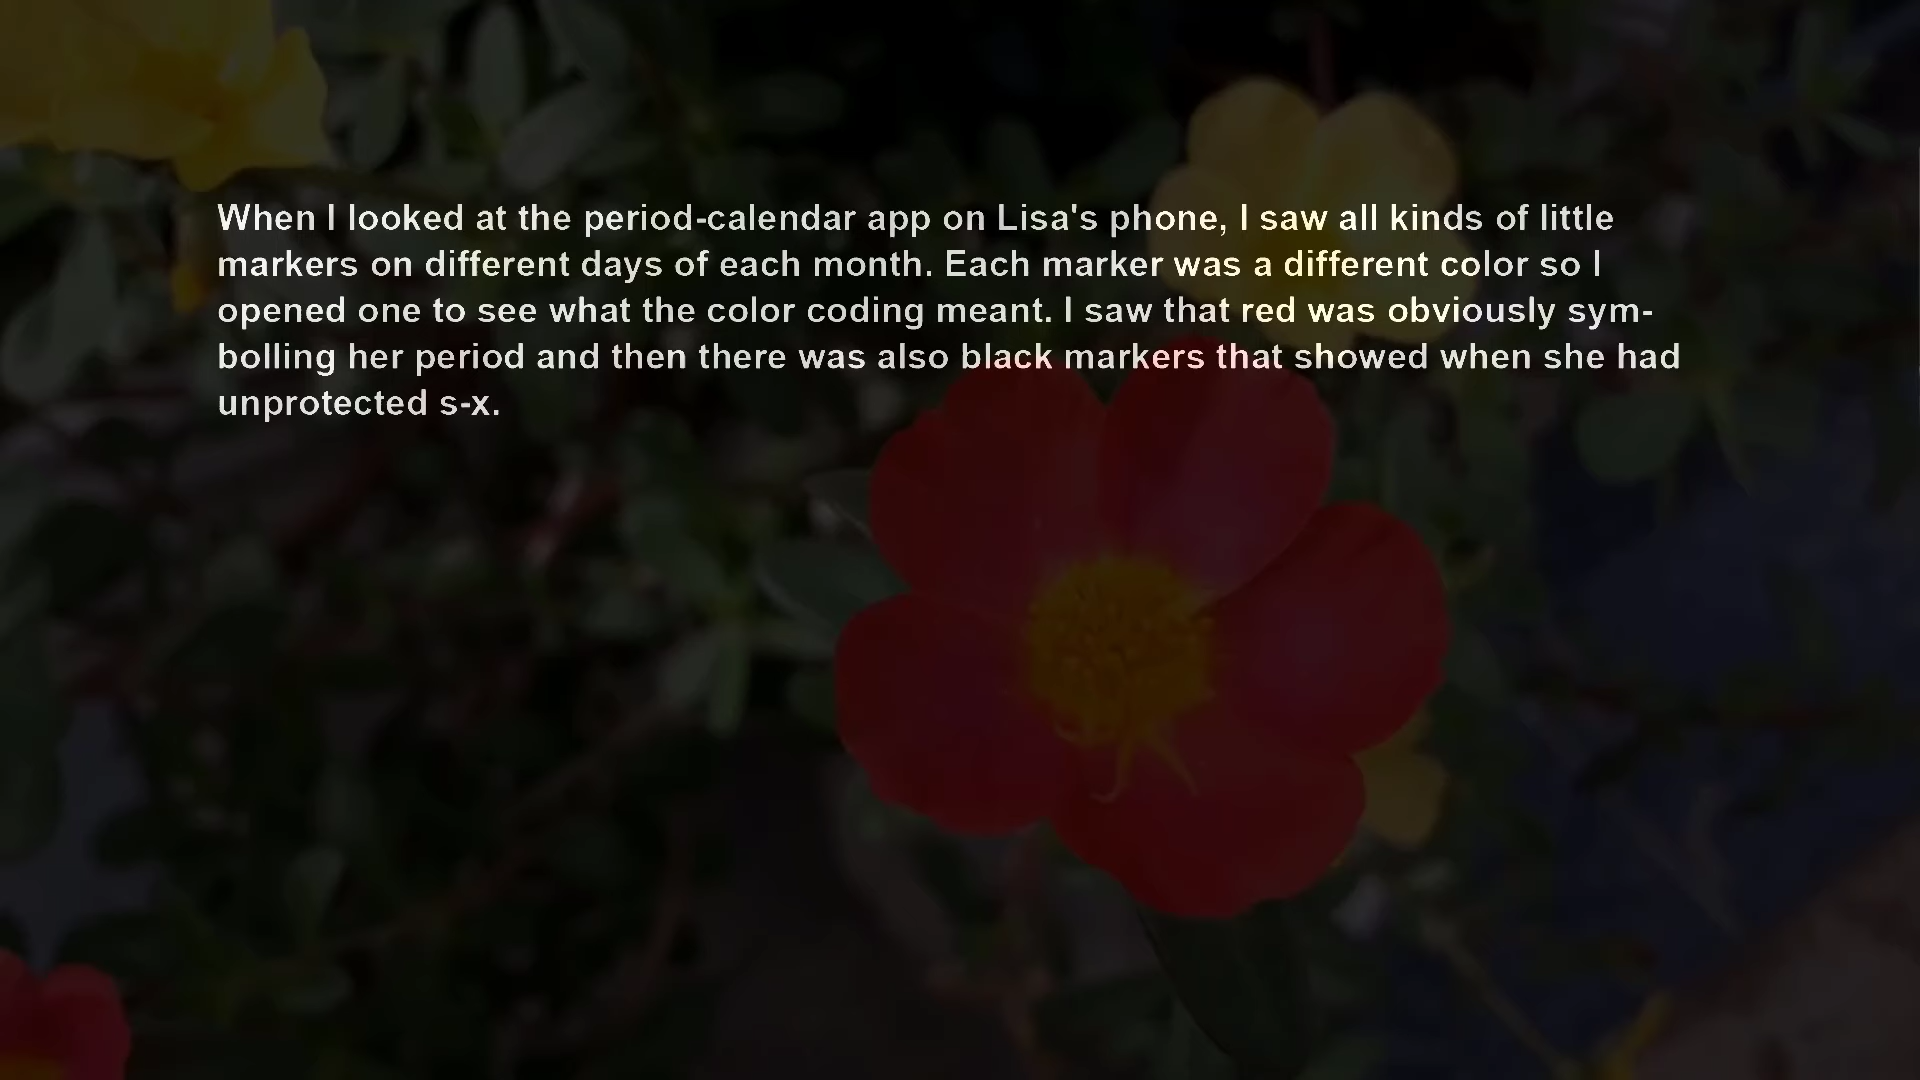 When I looked at the period-calendar app on Lisa's phone, I saw all kinds of little
markers on different days of each month. Each marker was a different color so I
opened one to see what the color coding meant. I saw that red was obviously sym-
bolling her period and then there was also black markers that showed when she had
unprotected s-x.